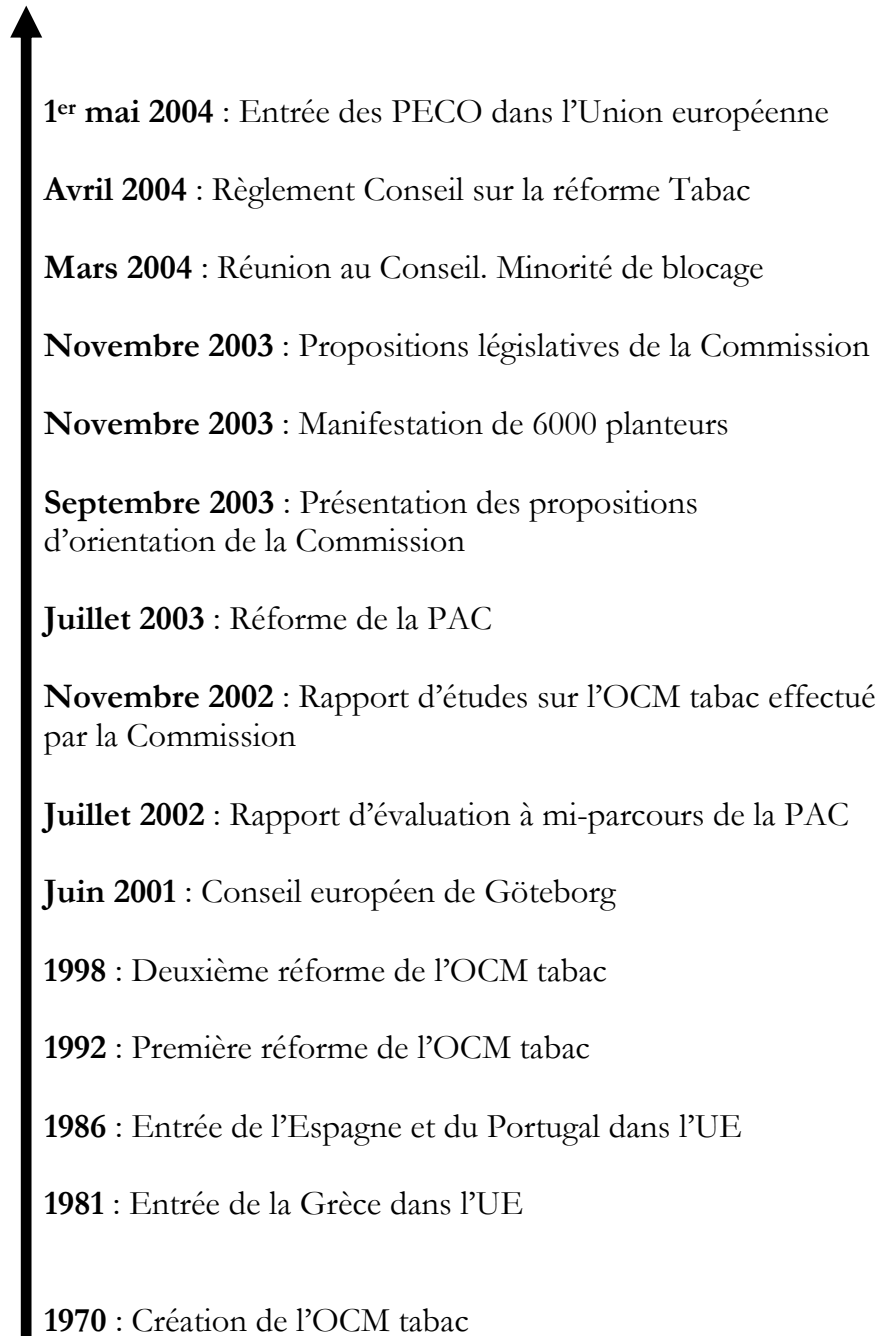 1er mai 2004 : Entrée des PECO dans l’Union européenne
Avril 2004 : Règlement Conseil sur la réforme Tabac
Mars 2004 : Réunion au Conseil. Minorité de blocage
Novembre 2003 : Propositions législatives de la Commission
Novembre 2003 : Manifestation de 6000 planteurs
Septembre 2003 : Présentation des propositions
d’orientation de la Commission
Juillet 2003 : Réforme de la PAC
Novembre 2002 : Rapport d’études sur l’OCM tabac effectué
par la Commission
Juillet 2002 : Rapport d’évaluation à mi-parcours de la PAC
Juin 2001 : Conseil européen de Göteborg
1998 : Deuxième réforme de l’OCM tabac
1992 : Première réforme de l’OCM tabac
1986 : Entrée de l’Espagne et du Portugal dans l’UE
1981 : Entrée de la Grèce dans l’UE
1970 : Création de l’OCM tabac